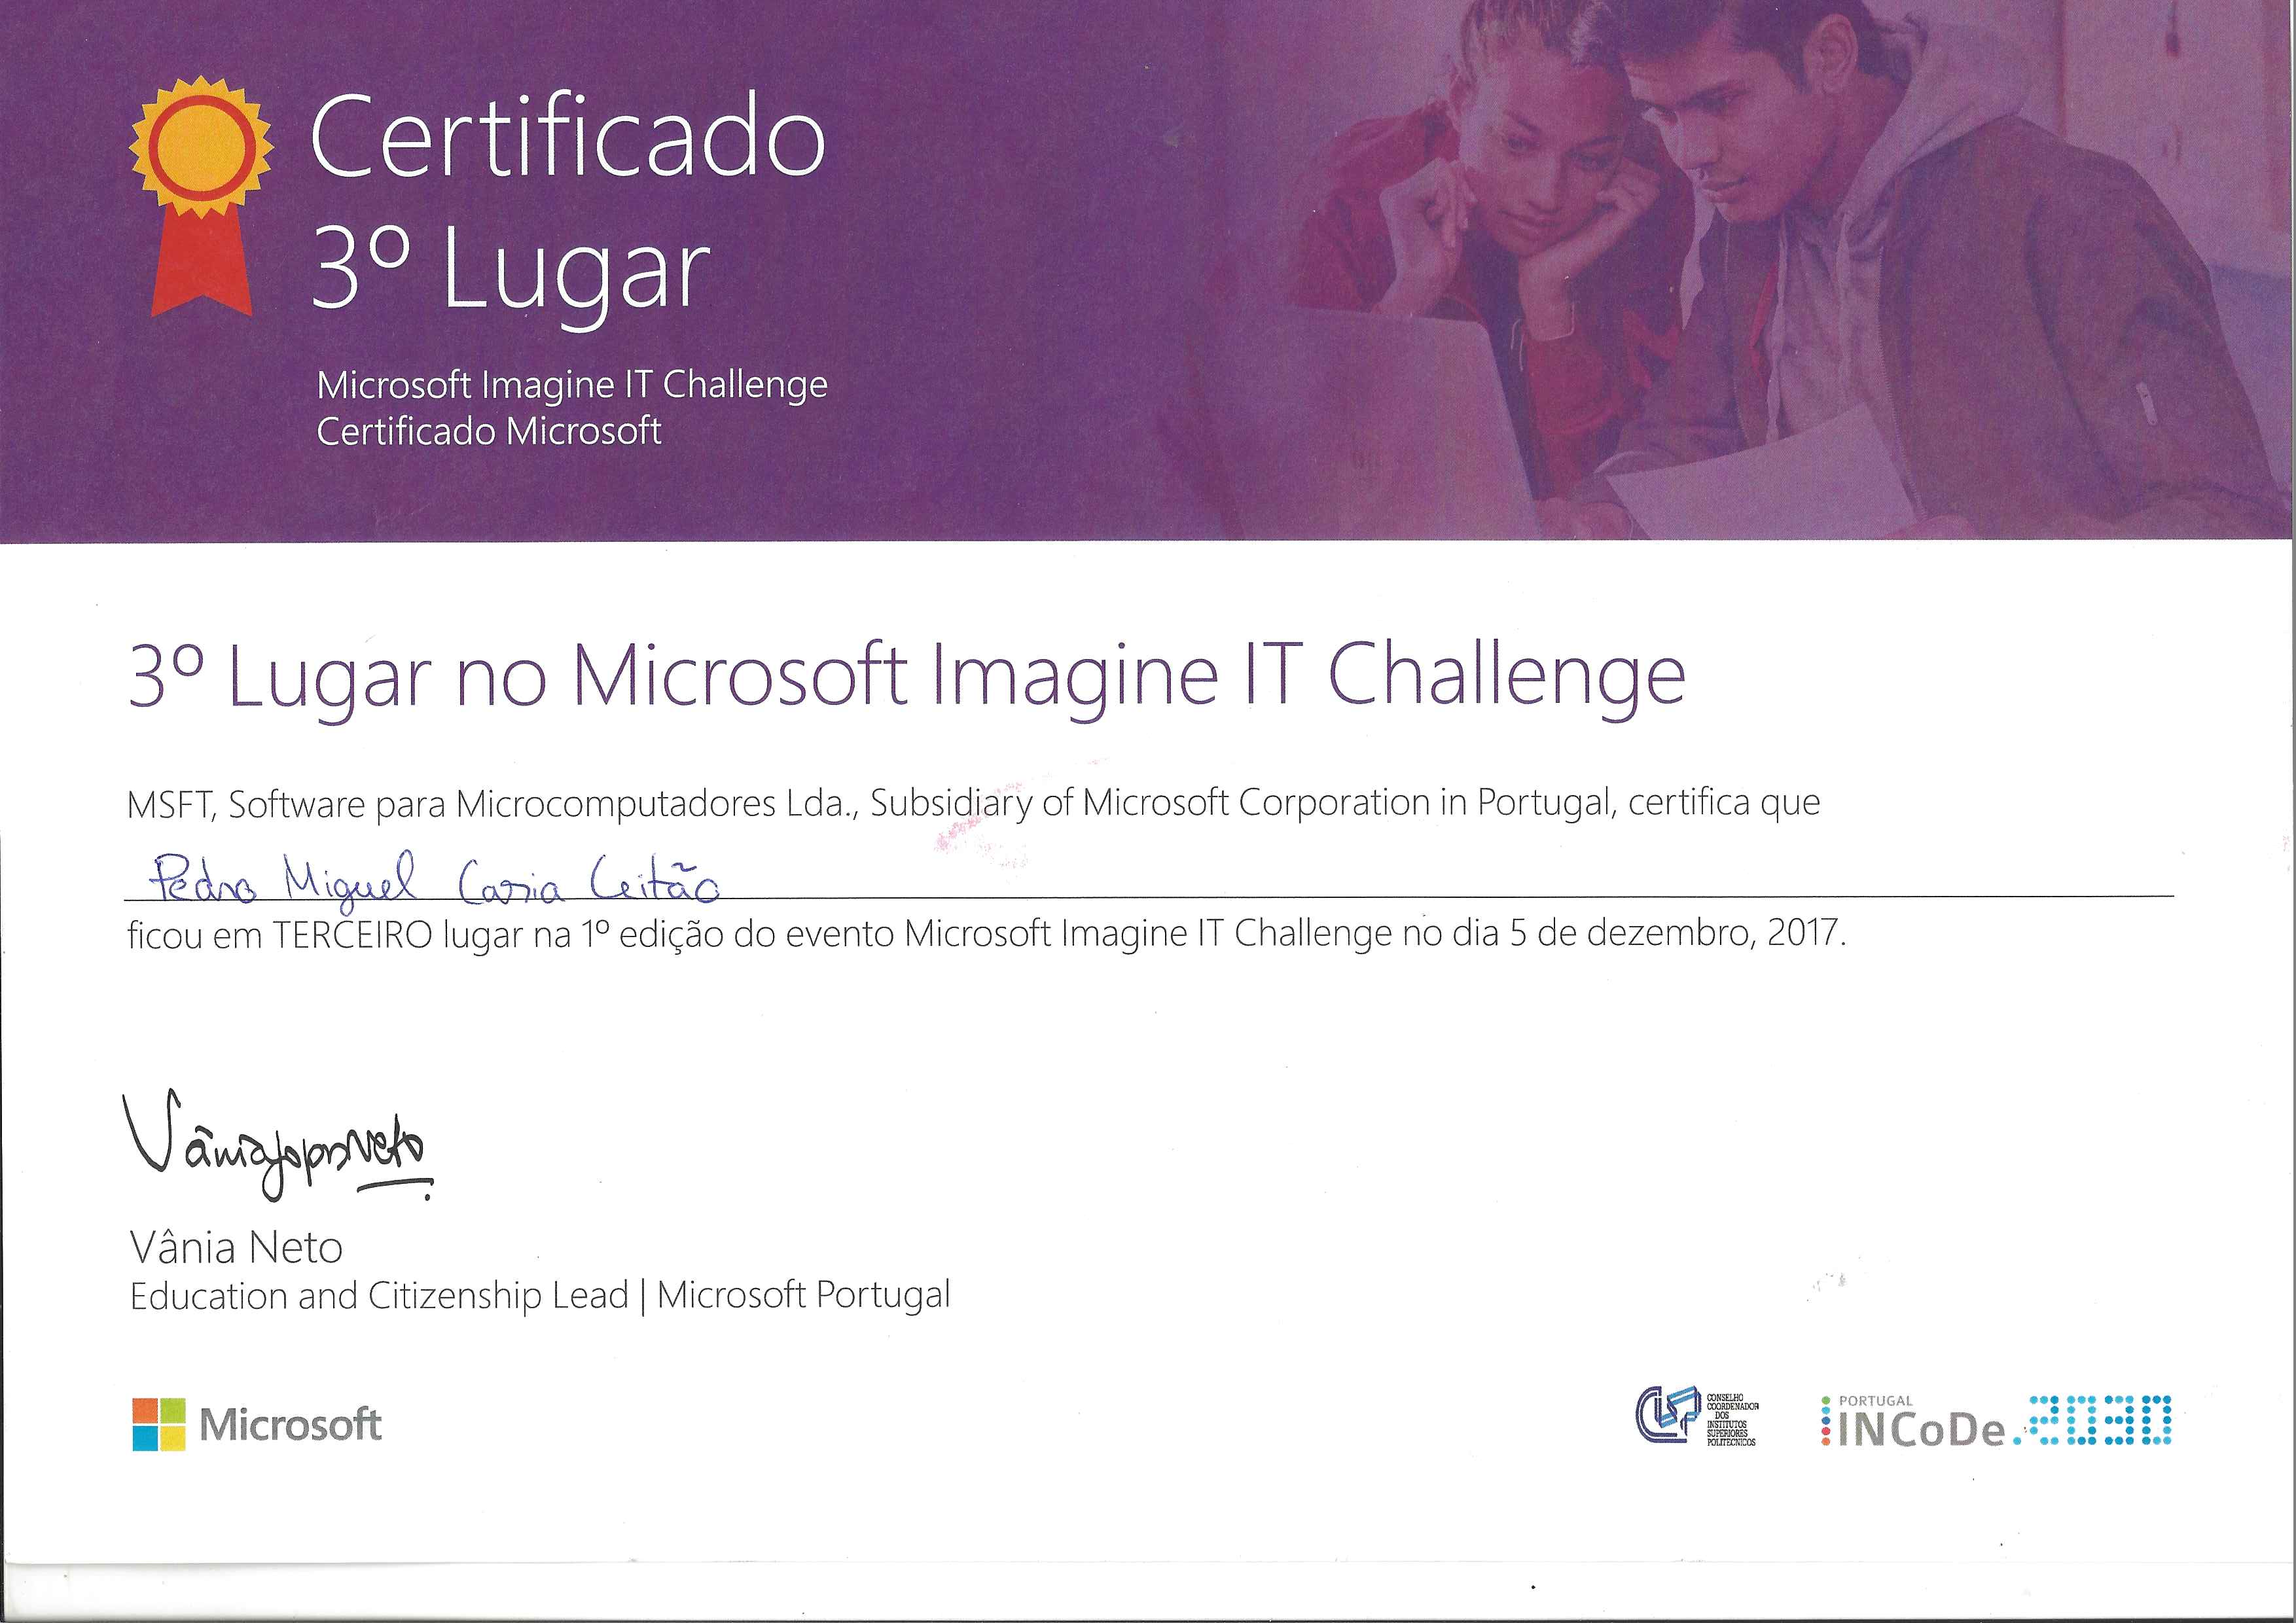 Certificado
3º Lugar
Microsoft Imagine IT Challenge
Certificado Microsoft
3º Lugar no Microsoft Imagine IT Challenge
MSFT, Software para Microcomputadores Lda., Subsidiary of Microsoft Corporation in Portugal, certifica que
Pedro Miguel Caria Leitão
ficou em TERCEIRO lugar na 1º edição do evento Microsoft Imagine IT Challenge no dia 5 de dezembro, 2017.
Vânia Neto
Vânia Neto
Education and Citizenship Lead | Microsoft Portugal
Microsoft
CONSELHO
COORDENADOR
DOS
INSTITUTOS
SUPERIORES
POLITECNICOS
PORTUGAL
INCoDe.2030